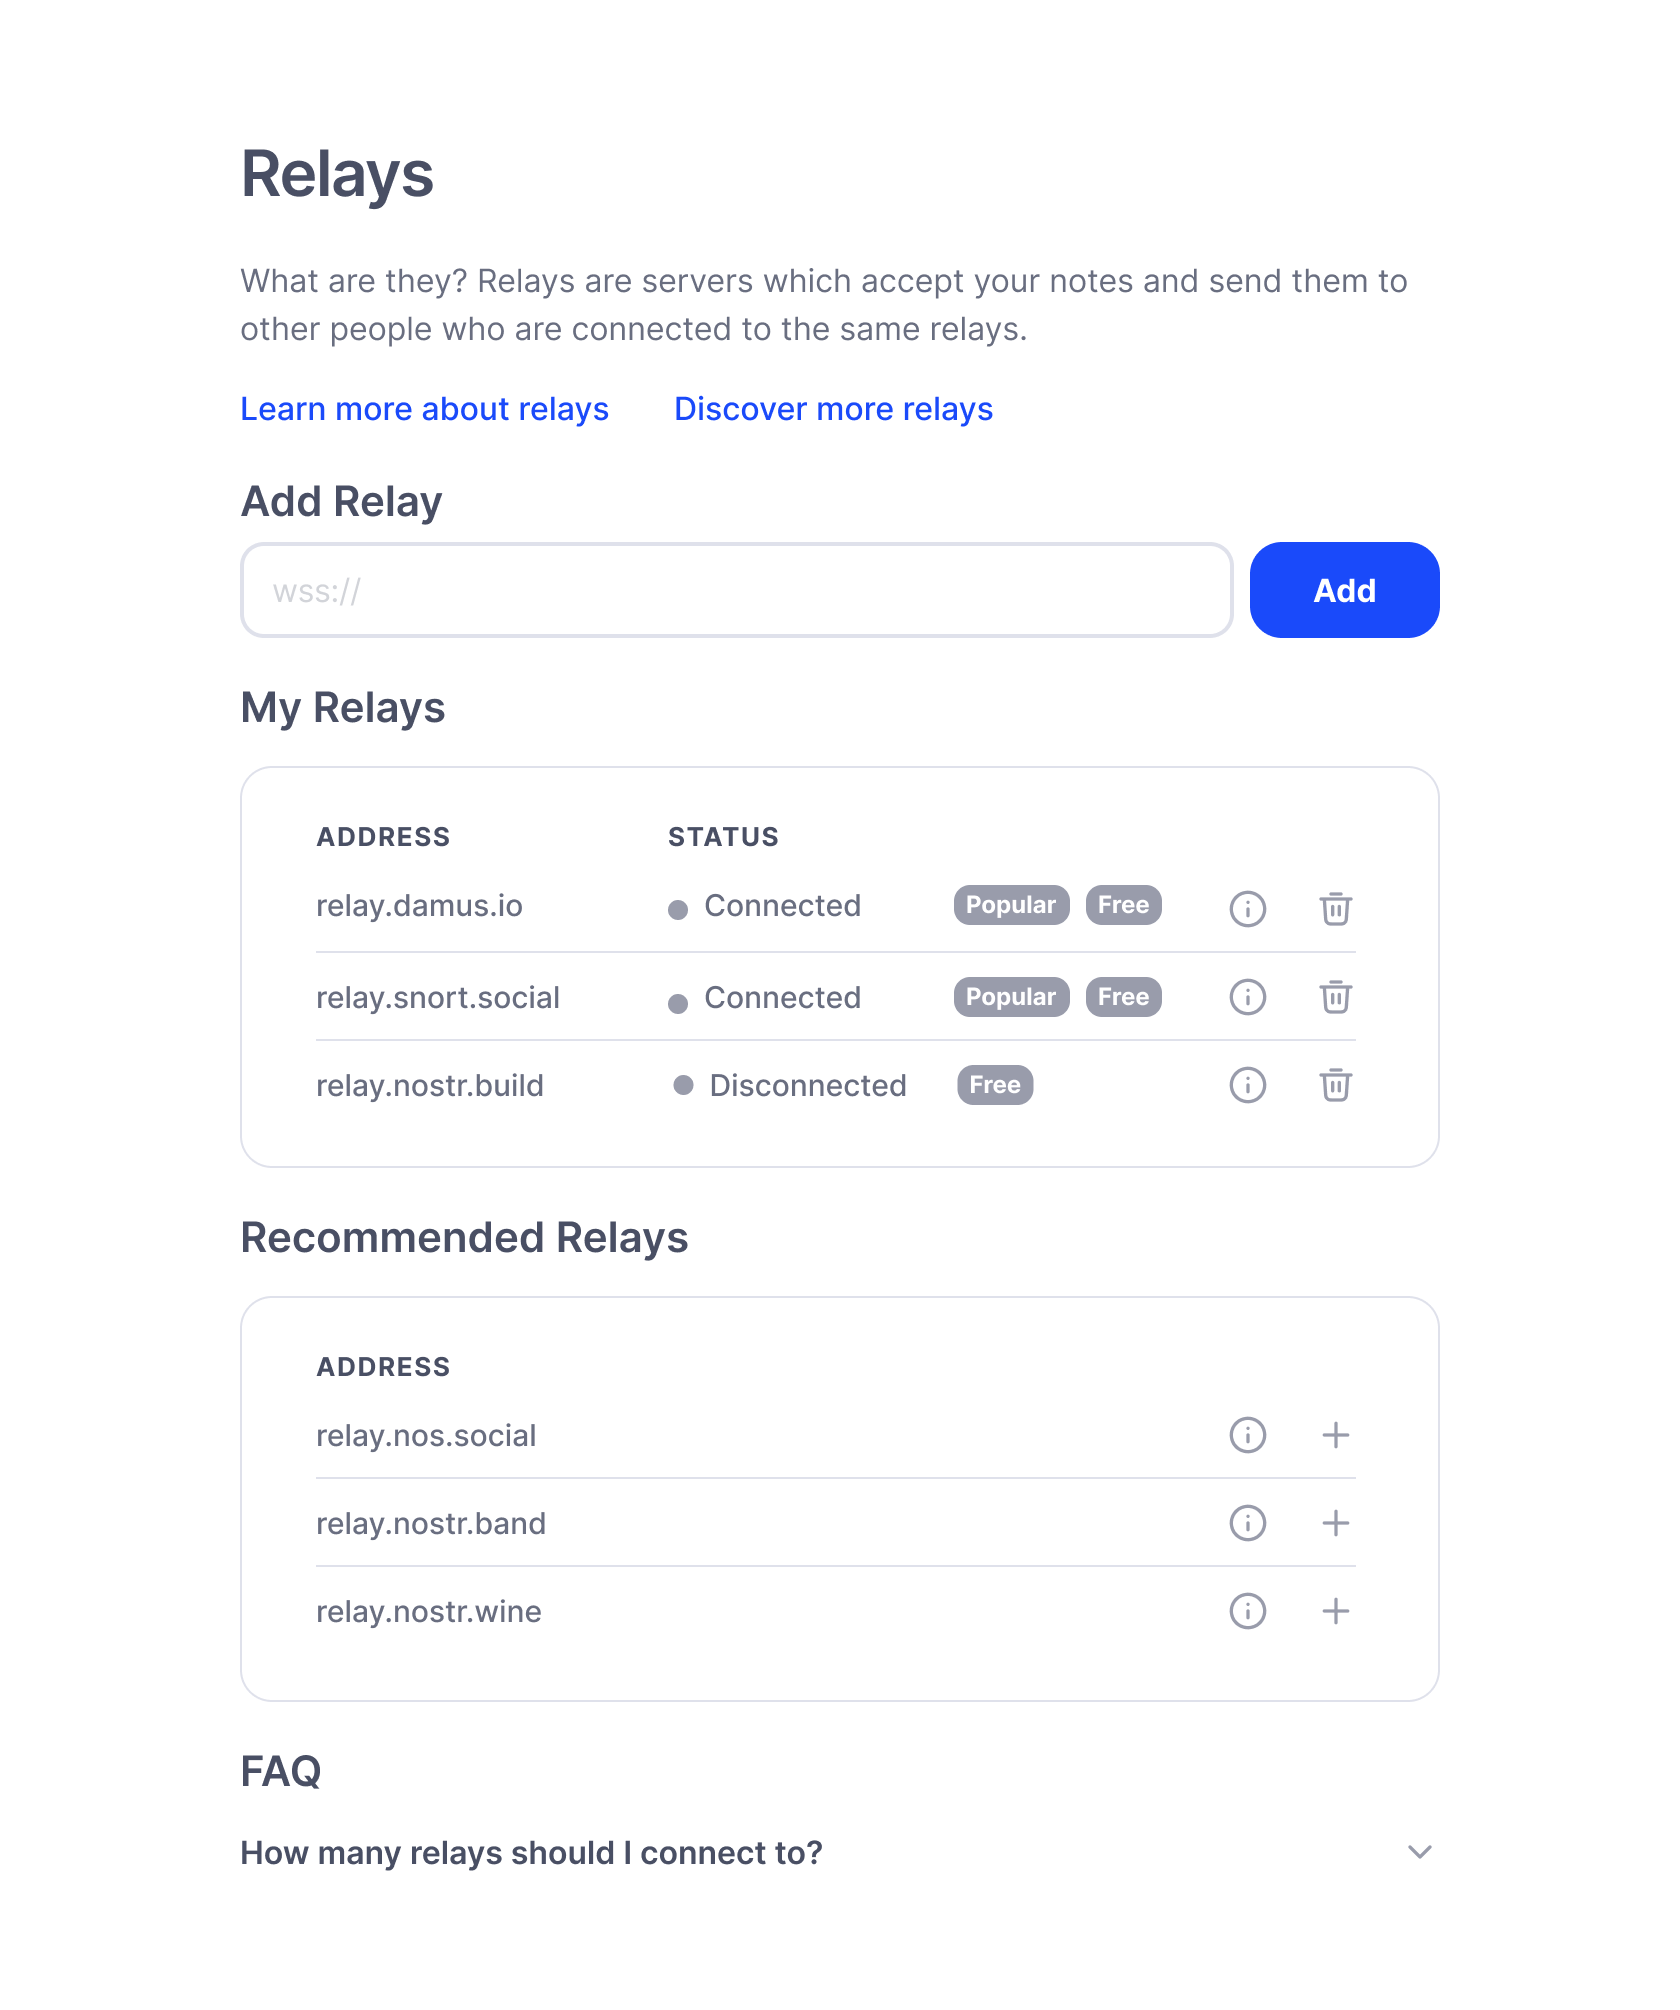 Relays
What are they? Relays are servers which accept your notes and send them to
other people who are connected to the same relays.
Learn more about relays Discover more relays
Add Relay
wss:// Add
My Relays
ADDRESS STATUS
relay.damus.io Connected Popular Free
relay.snort.social Connected Popular Free
relay.nostr.build Disconnected Free
Recommended Relays
ADDRESS
relay.nos.social
relay.nostr.band
relay.nostr.wine
FAQ
How many relays should I connect to?